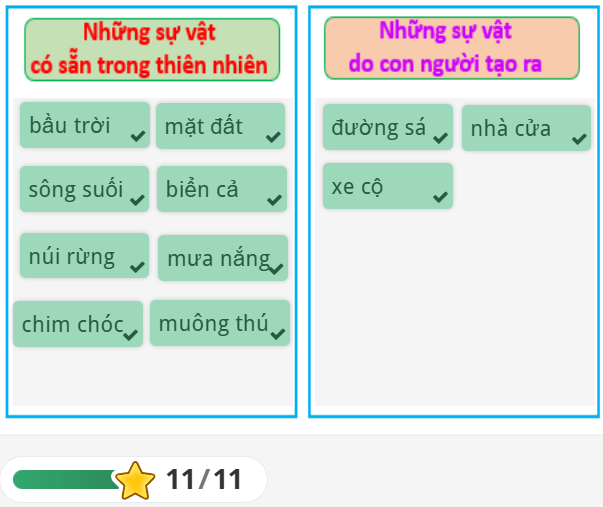 Những sự vật
có sẵn trong thiên nhiên
bầu trời
mặt đất
sông suối
biển cả
núi rừng
mưa nắng
chim chóc
muông thú
Những sự vật
do con người tạo ra
đường sá
nhà cửa
xe cộ
11/11